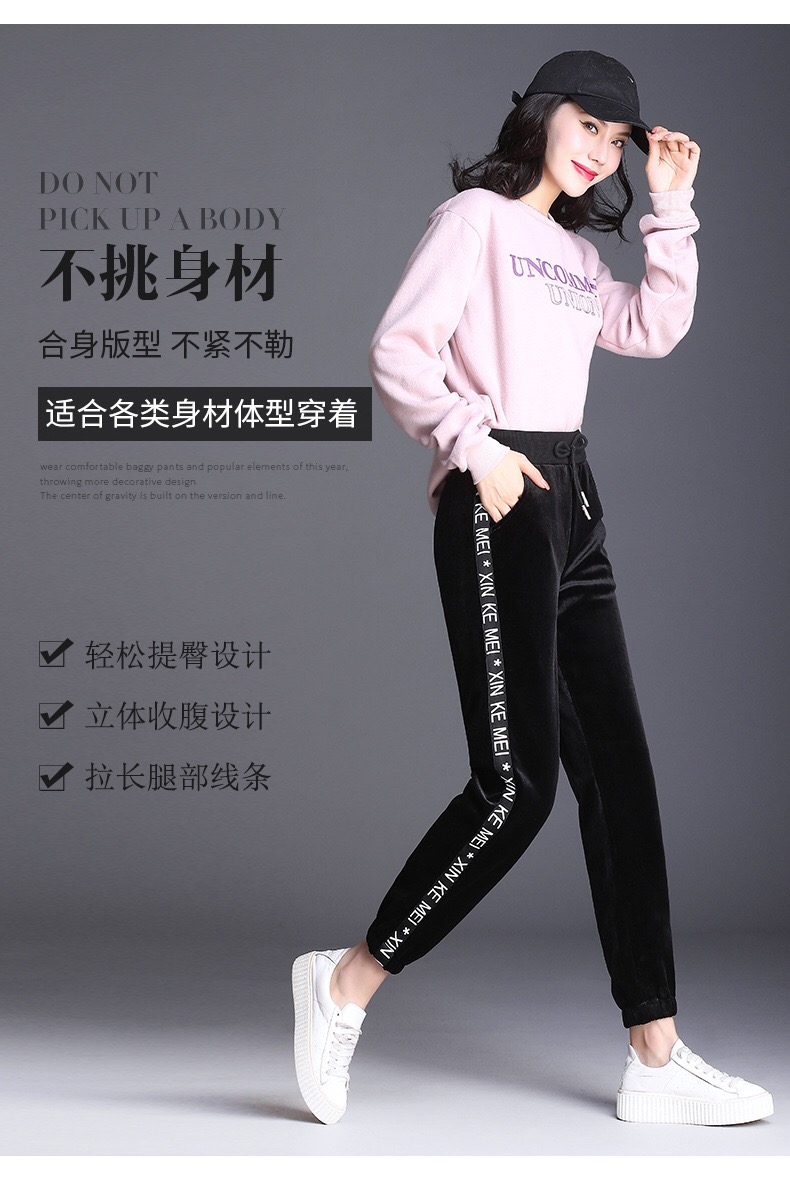 DO NOT
PICK UP A BODY
不挑身材
合身版型 不紧不勒
适合各类身材体型穿着
wear comfortable baggy pants and popular elements of this year,
throwing more decorative design
The center of gravity is built on the version and line.
轻松提臀设计
立体收腹设计
拉长腿部线条
UNCOMM
UNION
KE MEI * XIN KE MEI * XIN KE MEI * XIN KE MEI * XIN KE MEI * XIN